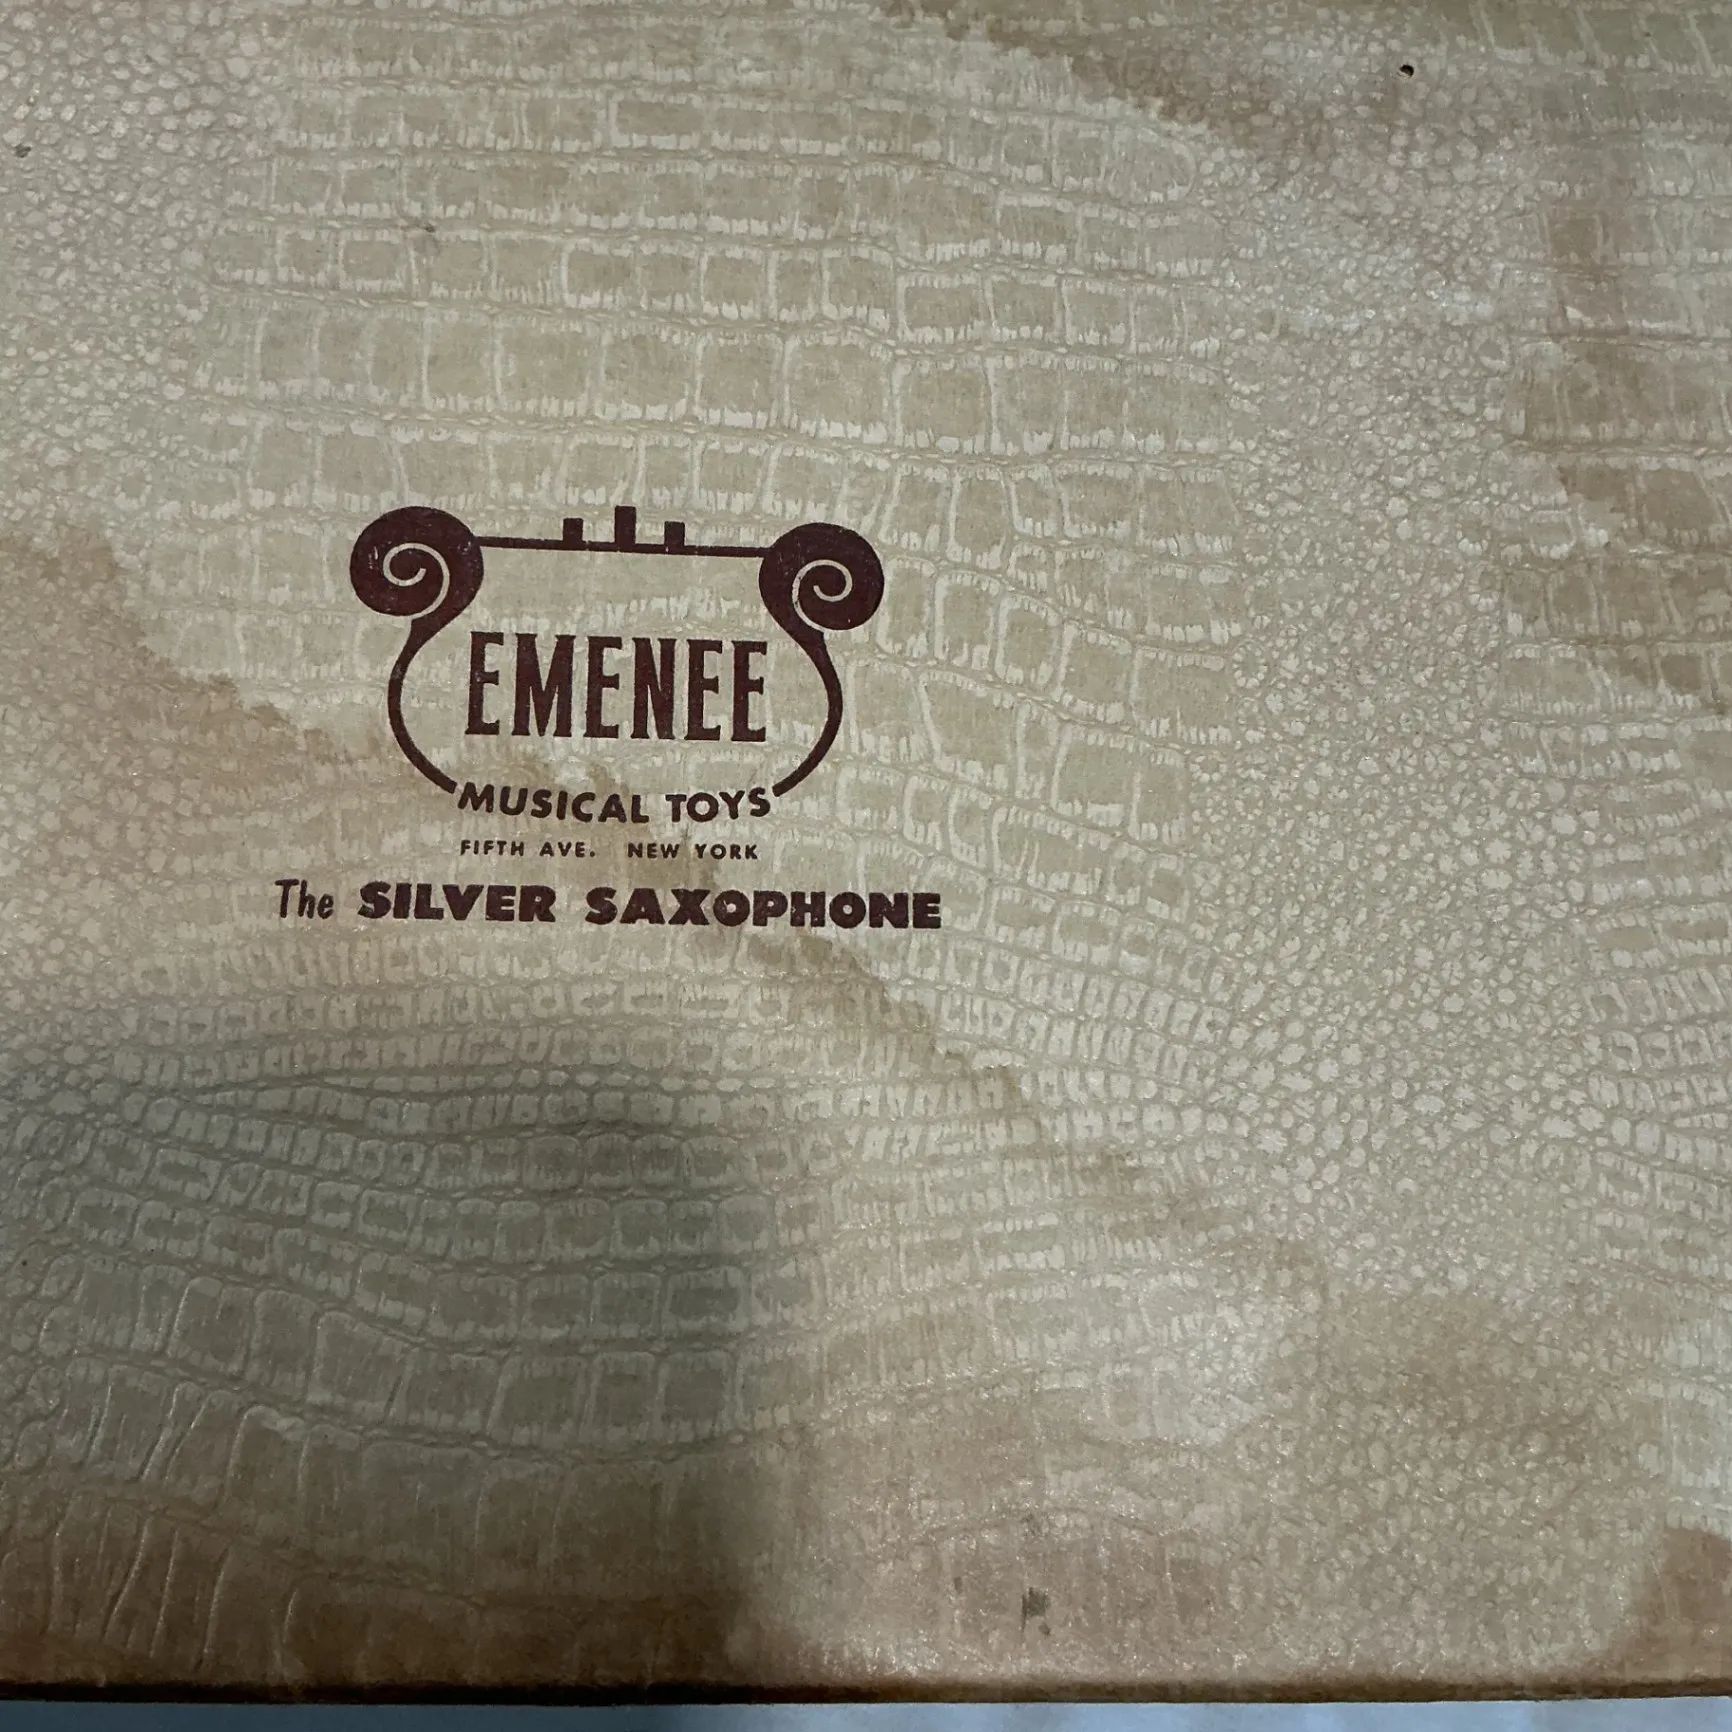 EMENEE
MUSICAL TOYS
FIFTH AVE. NEW YORK
The SILVER SAXOPHONE